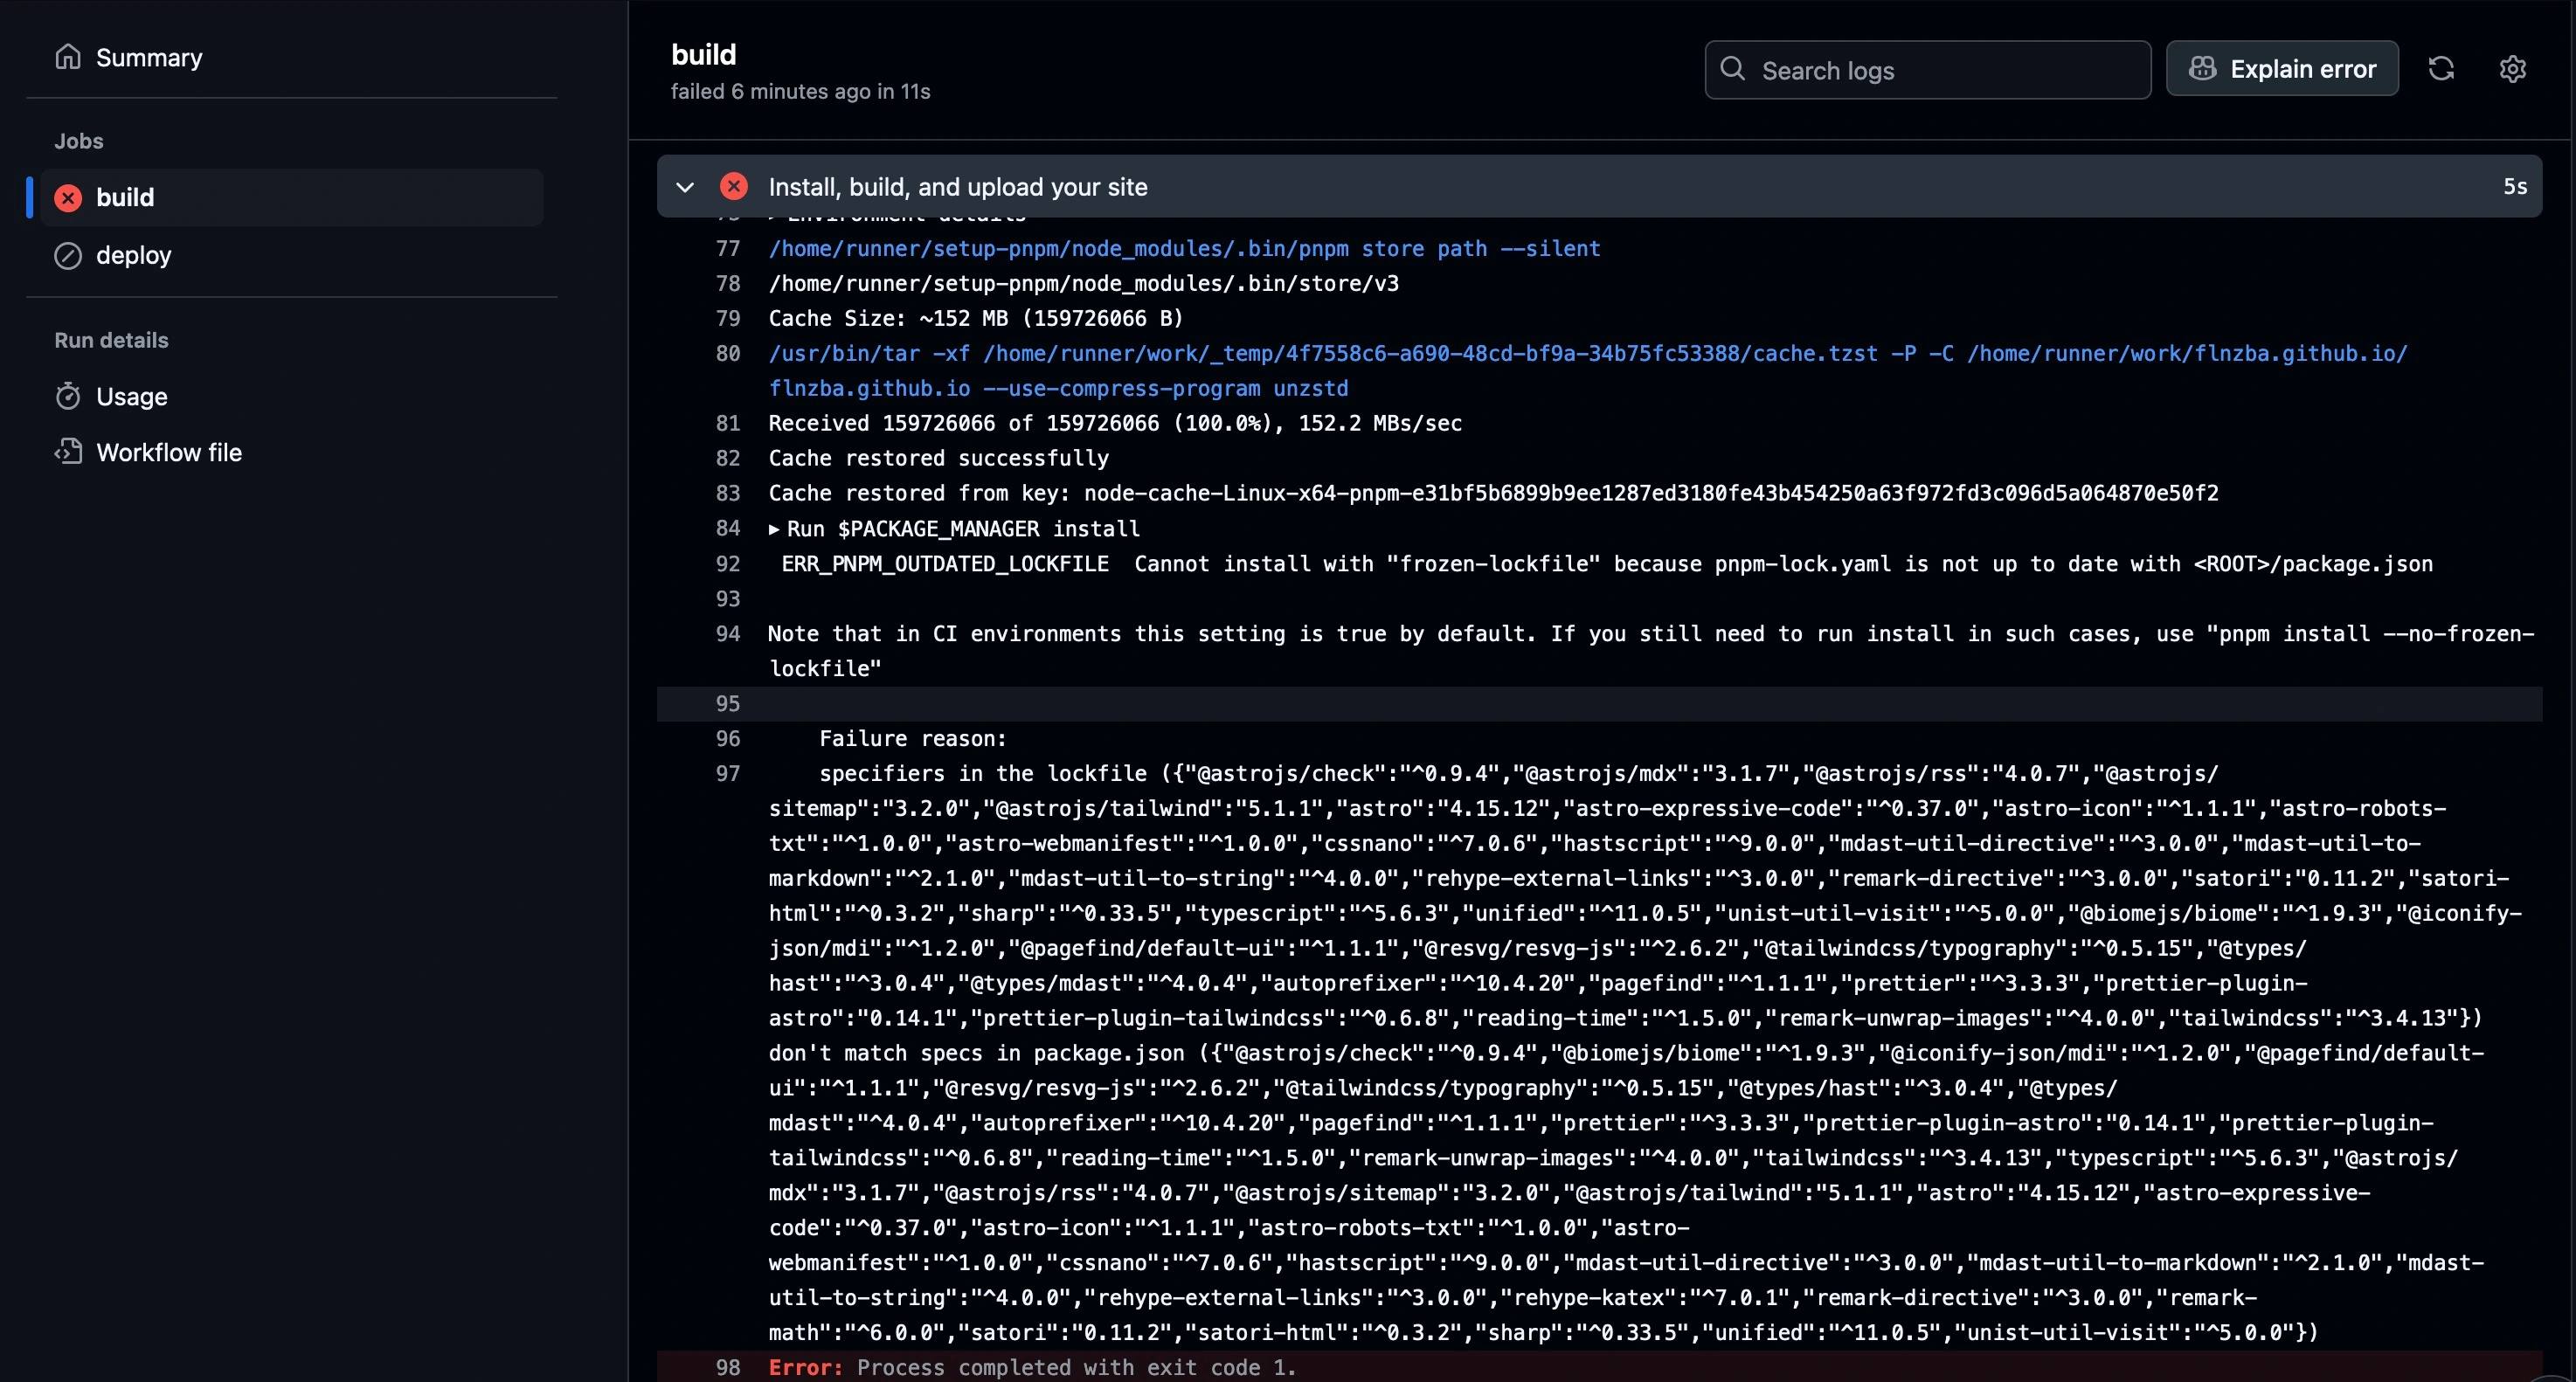 Summary
Jobs
build
deploy
Run details
Usage
Workflow file
build
failed 6 minutes ago in 11s
Search logs
Explain error
Install, build, and upload your site
5s
77 /home/runner/setup-pnpm/node_modules/.bin/pnpm store path --silent
78 /home/runner/setup-pnpm/node_modules/.bin/store/v3
79 Cache Size: ~152 MB (159726066 B)
80 /usr/bin/tar -xf /home/runner/work/_temp/4f7558c6-a690-48cd-bf9a-34b75fc53388/cache.tzst -P -C /home/runner/work/flnzba.github.io/
flnzba.github.io --use-compress-program unzstd
81 Received 159726066 of 159726066 (100.0%), 152.2 MBs/sec
82 Cache restored successfully
83 Cache restored from key: node-cache-Linux-x64-pnpm-e31bf5b6899b9ee1287ed3180fe43b454250a63f972fd3c096d5a064870e50f2
84 ▸ Run $PACKAGE_MANAGER install
92 ERR_PNPM_OUTDATED_LOCKFILE  Cannot install with "frozen-lockfile" because pnpm-lock.yaml is not up to date with <ROOT>/package.json
93
94 Note that in CI environments this setting is true by default. If you still need to run install in such cases, use "pnpm install --no-frozen-
lockfile"
95
96 Failure reason:
97 specifiers in the lockfile ({"@astrojs/check":"^0.9.4","@astrojs/mdx":"3.1.7","@astrojs/rss":"4.0.7","@astrojs/
sitemap":"3.2.0","@astrojs/tailwind":"5.1.1","astro":"4.15.12","astro-expressive-code":"^0.37.0","astro-icon":"^1.1.1","astro-robots-
txt":"^1.0.0","astro-webmanifest":"^1.0.0","cssnano":"^7.0.6","hastscript":"^9.0.0","mdast-util-directive":"^3.0.0","mdast-util-to-
markdown":"^2.1.0","mdast-util-to-string":"^4.0.0","rehype-external-links":"^3.0.0","remark-directive":"^3.0.0","satori":"0.11.2","satori-
html":"^0.3.2","sharp":"^0.33.5","typescript":"^5.6.3","unified":"^11.0.5","unist-util-visit":"^5.0.0","@biomejs/biome":"^1.9.3","@iconify-
json/mdi":"^1.2.0","@pagefind/default-ui":"^1.1.1","@resvg/resvg-js":"^2.6.2","@tailwindcss/typography":"^0.5.15","@types/
hast":"^3.0.4","@types/mdast":"^4.0.4","autoprefixer":"^10.4.20","pagefind":"^1.1.1","prettier":"^3.3.3","prettier-plugin-
astro":"0.14.1","prettier-plugin-tailwindcss":"^0.6.8","reading-time":"^1.5.0","remark-unwrap-images":"^4.0.0","tailwindcss":"^3.4.13"})
don't match specs in package.json ({"@astrojs/check":"^0.9.4","@biomejs/biome":"^1.9.3","@iconify-json/mdi":"^1.2.0","@pagefind/default-
ui":"^1.1.1","@resvg/resvg-js":"^2.6.2","@tailwindcss/typography":"^0.5.15","@types/hast":"^3.0.4","@types/
mdast":"^4.0.4","autoprefixer":"^10.4.20","pagefind":"^1.1.1","prettier":"^3.3.3","prettier-plugin-astro":"0.14.1","prettier-plugin-
tailwindcss":"^0.6.8","reading-time":"^1.5.0","remark-unwrap-images":"^4.0.0","tailwindcss":"^3.4.13","typescript":"^5.6.3","@astrojs/
mdx":"3.1.7","@astrojs/rss":"4.0.7","@astrojs/sitemap":"3.2.0","@astrojs/tailwind":"5.1.1","astro":"4.15.12","astro-expressive-
code":"^0.37.0","astro-icon":"^1.1.1","astro-robots-txt":"^1.0.0","astro-
webmanifest":"^1.0.0","cssnano":"^7.0.6","hastscript":"^9.0.0","mdast-util-directive":"^3.0.0","mdast-util-to-markdown":"^2.1.0","mdast-
util-to-string":"^4.0.0","rehype-external-links":"^3.0.0","rehype-katex":"^7.0.1","remark-directive":"^3.0.0","remark-
math":"^6.0.0","satori":"0.11.2","satori-html":"^0.3.2","sharp":"^0.33.5","unified":"^11.0.5","unist-util-visit":"^5.0.0"})
98 Error: Process completed with exit code 1.